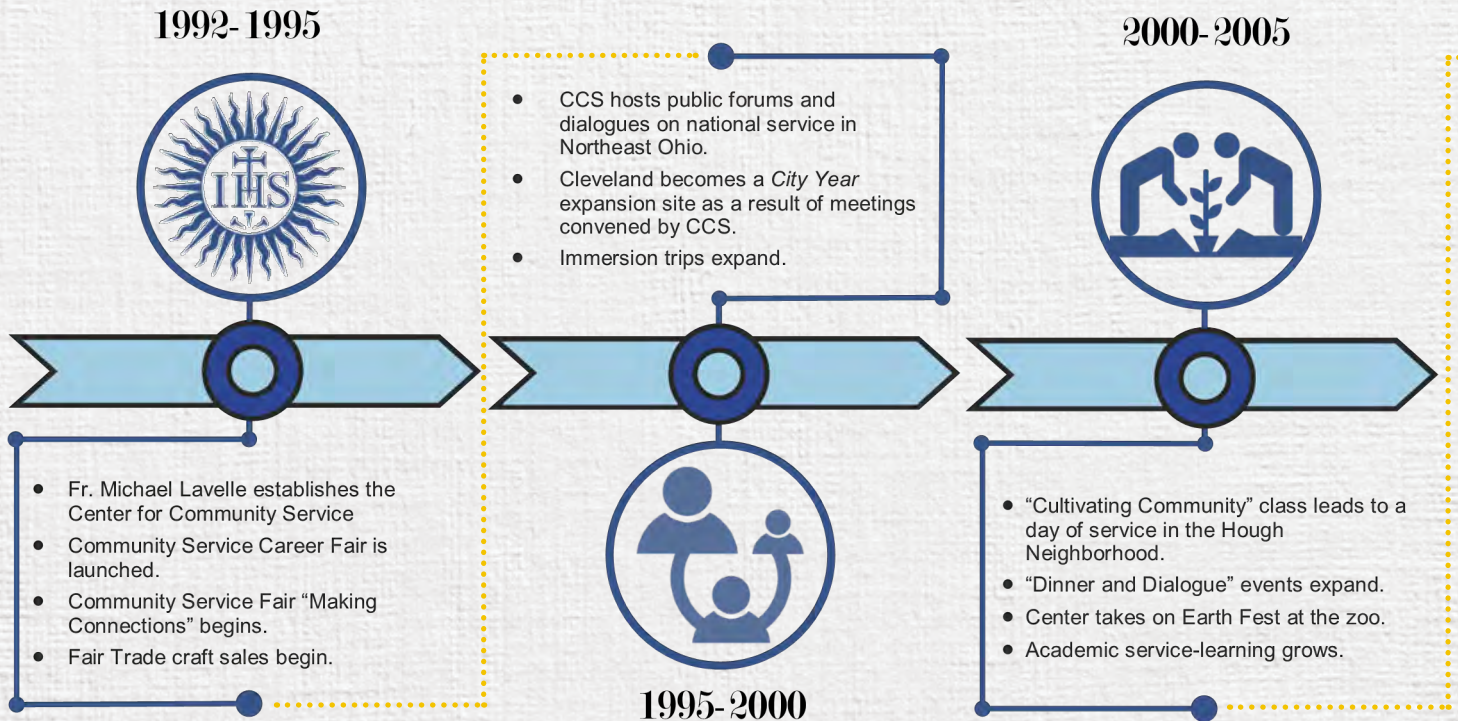 1992-1995
IHS
• Fr. Michael Lavelle establishes the
Center for Community Service
• Community Service Career Fair is
launched.
• Community Service Fair “Making
Connections” begins.
• Fair Trade craft sales begin.
• CCS hosts public forums and
dialogues on national service in
Northeast Ohio.
• Cleveland becomes a City Year
expansion site as a result of meetings
convened by CCS.
• Immersion trips expand.
1995-2000
2000-2005
• “Cultivating Community” class leads to a
day of service in the Hough
Neighborhood.
• “Dinner and Dialogue” events expand.
• Center takes on Earth Fest at the zoo.
• Academic service-learning grows.